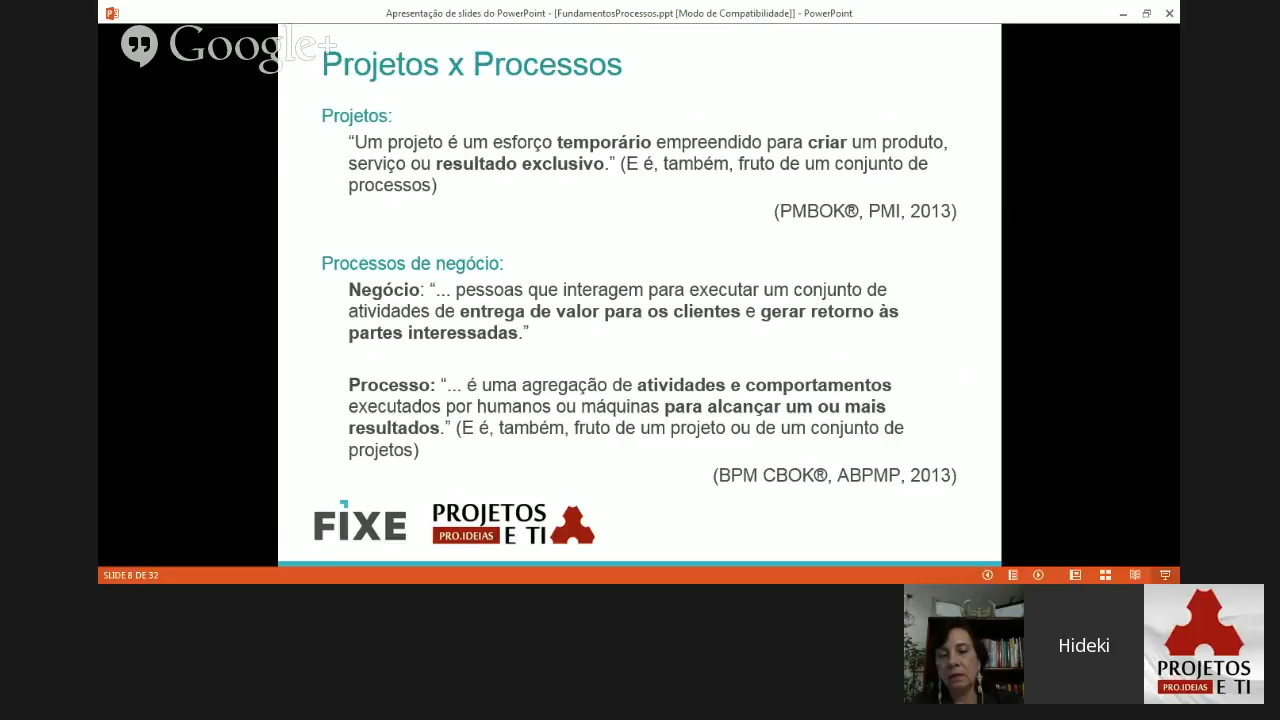 Apresentação de slides do PowerPoint - [FundamentosProcessos.ppt [Modo de Compatibilidade]] - PowerPoint
Google+
Projetos x Processos
Projetos:
“Um projeto é um esforço temporário empreendido para criar um produto,
serviço ou resultado exclusivo.” (E é, também, fruto de um conjunto de
processos)
(PMBOK®, PMI, 2013)
Processos de negócio:
Negócio: “... pessoas que interagem para executar um conjunto de
atividades de entrega de valor para os clientes e gerar retorno às
partes interessadas.”
Processo: “... é uma agregação de atividades e comportamentos
executados por humanos ou máquinas para alcançar um ou mais
resultados.” (E é, também, fruto de um projeto ou de um conjunto de
projetos)
(BPM CBOK®, ABPMP, 2013)
FIXE
PROJETOS
PRO.IDEIAS E TI
SLIDE 8 DE 32
Hideki
PROJETOS
PRO.IDEIAS E TI